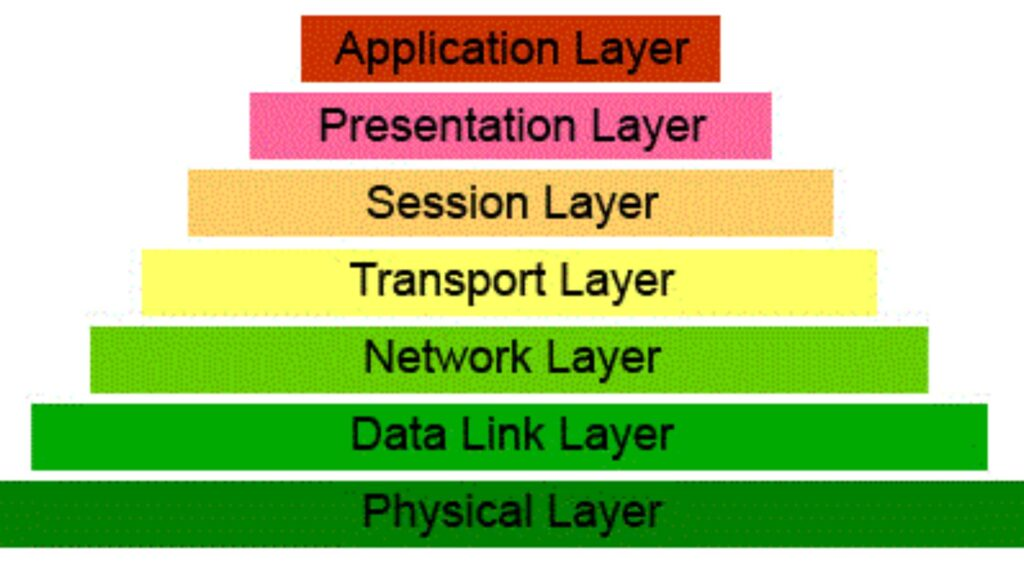 Application Layer
Presentation Layer
Session Layer
Transport Layer
Network Layer
Data Link Layer
Physical Layer